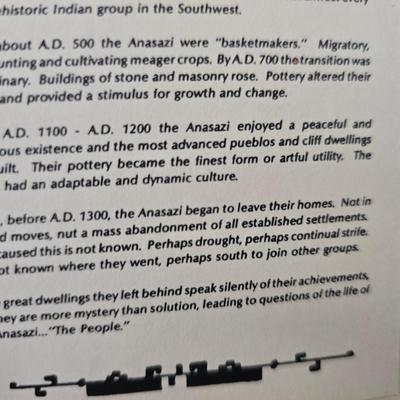 ehistoric Indian group in the Southwest.
about A.D. 500 the Anasazi were "basketmakers." Migratory,
unting and cultivating meager crops. By A.D. 700 the transition was
inary. Buildings of stone and masonry rose. Pottery altered their
and provided a stimulus for growth and change.
A.D. 1100 - A.D. 1200 the Anasazi enjoyed a peaceful and
ous existence and the most advanced pueblos and cliff dwellings
uilt. Their pottery became the finest form or artful utility. The
had an adaptable and dynamic culture.
, before A.D. 1300, the Anasazi began to leave their homes. Not in
d moves, nut a mass abandonment of all established settlements.
caused this is not known. Perhaps drought, perhaps continual strife.
ot known where they went, perhaps south to join other groups.
great dwellings they left behind speak silently of their achievements,
hey are more mystery than solution, leading to questions of the life of
Anasazi..."The People."